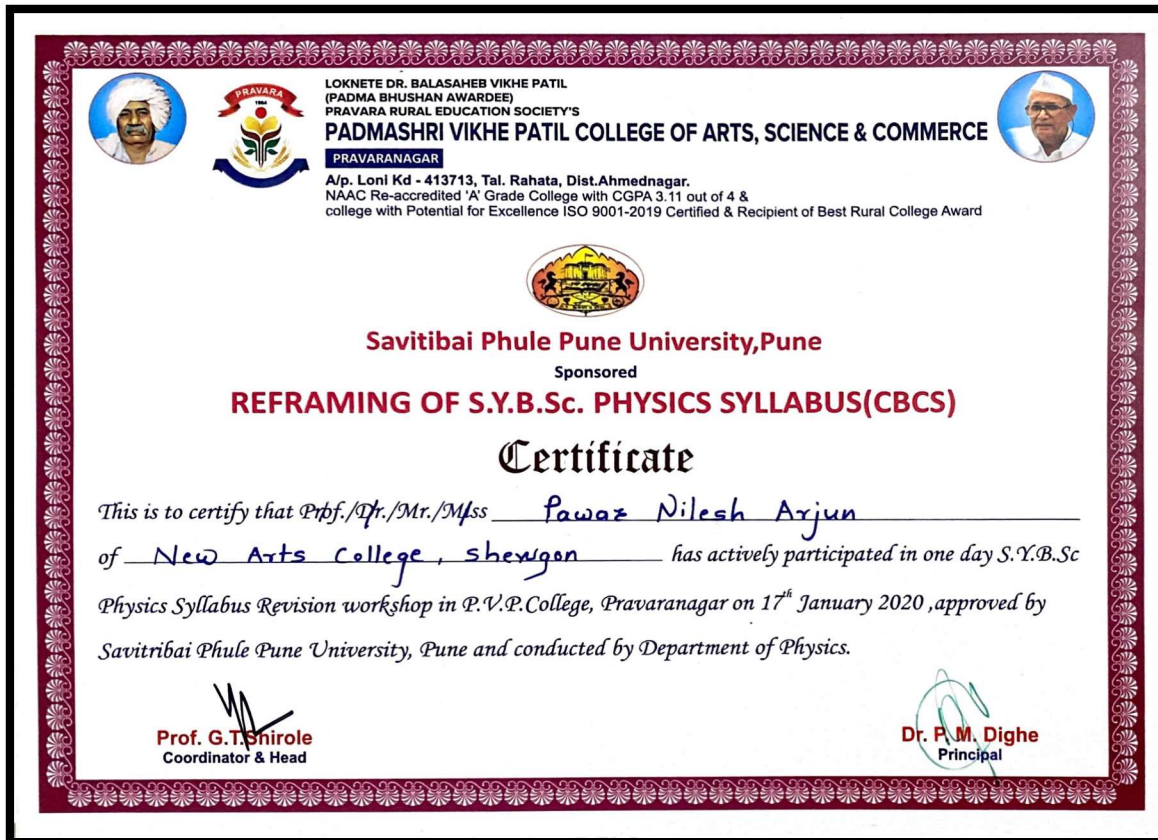 PRAVARA
1964
LOKNETE DR. BALASAHEB VIKHE PATIL
(PADMA BHUSHAN AWARDEE)
PRAVARA RURAL EDUCATION SOCIETY'S
PADMASHRI VIKHE PATIL COLLEGE OF ARTS, SCIENCE & COMMERCE
PRAVARANAGAR
A/p. Loni Kd - 413713, Tal. Rahata, Dist.Ahmednagar.
NAAC Re-accredited 'A' Grade College with CGPA 3.11 out of 4 &
college with Potential for Excellence ISO 9001-2019 Certified & Recipient of Best Rural College Award
Savitibai Phule Pune University,Pune
Sponsored
REFRAMING OF S.Y.B.Sc. PHYSICS SYLLABUS(CBCS)
Certificate
This is to certify that Prof./Dr./Mr./Miss Pawar Nilesh Arjun
of New Arts College, Shevgaon has actively participated in one day S.Y.B.Sc
Physics Syllabus Revision workshop in P.V.P.College, Pravaranagar on 17th January 2020 ,approved by
Savitribai Phule Pune University, Pune and conducted by Department of Physics.
Prof. G.T.Shirole
Coordinator & Head
Dr. P. M. Dighe
Principal